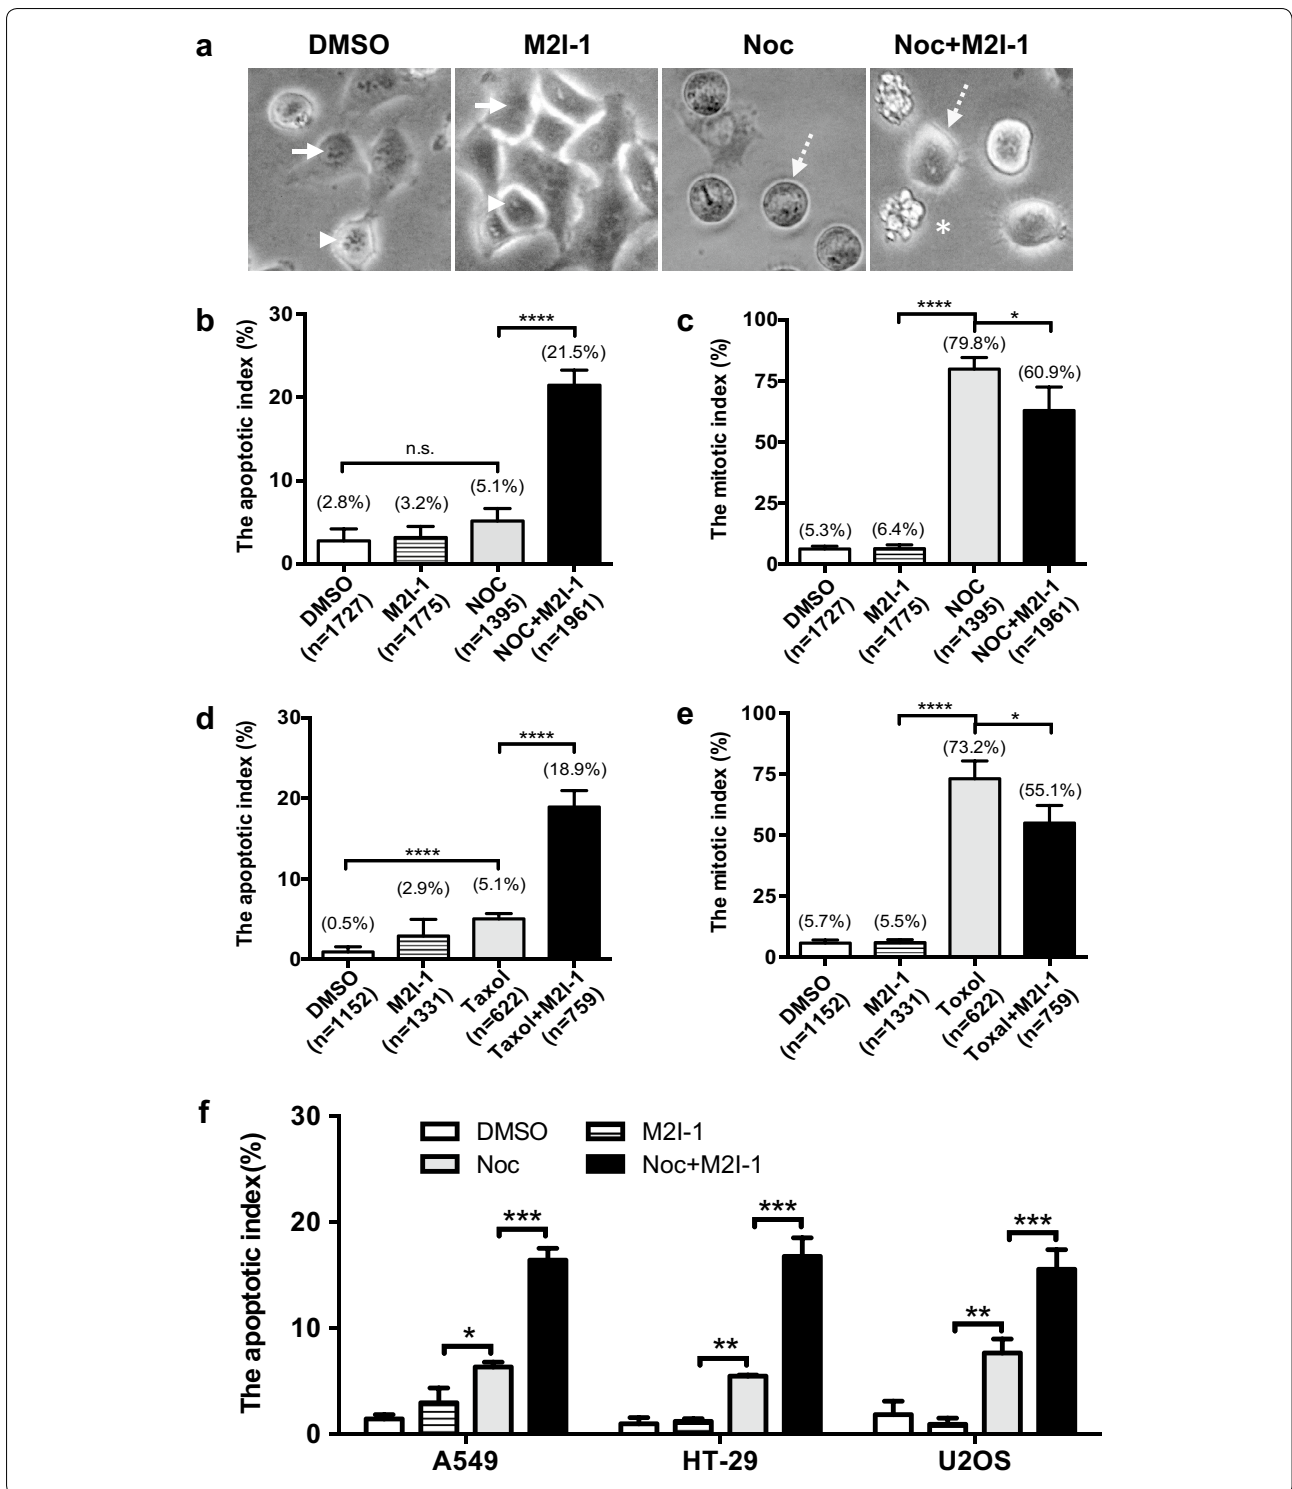 a
DMSO
M2I-1
Noc
Noc+M2I-1
*
b
The apoptotic index (%)
30
20
10
0
n.s.
****
(2.8%)
(3.2%)
(5.1%)
(21.5%)
DMSO
(n=1727)
M2I-1
(n=1775)
NOC
(n=1395)
NOC+M2I-1
(n=1961)
c
The mitotic index (%)
100
75
50
25
0
****
*
(5.3%)
(6.4%)
(79.8%)
(60.9%)
DMSO
(n=1727)
M2I-1
(n=1775)
NOC
(n=1395)
NOC+M2I-1
(n=1961)
d
The apoptotic index (%)
30
20
10
0
****
****
(0.5%)
(2.9%)
(5.1%)
(18.9%)
DMSO
(n=1152)
M2I-1
(n=1331)
Taxol
(n=622)
Taxol+M2I-1
(n=759)
e
The mitotic index (%)
100
75
50
25
0
****
*
(5.7%)
(5.5%)
(73.2%)
(55.1%)
DMSO
(n=1152)
M2I-1
(n=1331)
Toxol
(n=622)
Toxal+M2I-1
(n=759)
f
The apoptotic index(%)
30
20
10
0
DMSO
M2I-1
Noc
Noc+M2I-1
*
***
**
***
**
***
A549
HT-29
U2OS